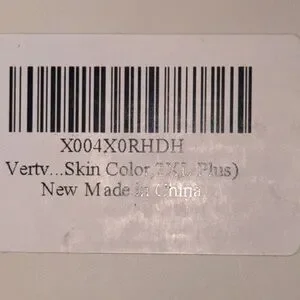 X004X0RHDH
Vertv...Skin Color, Plus)
New Made in China